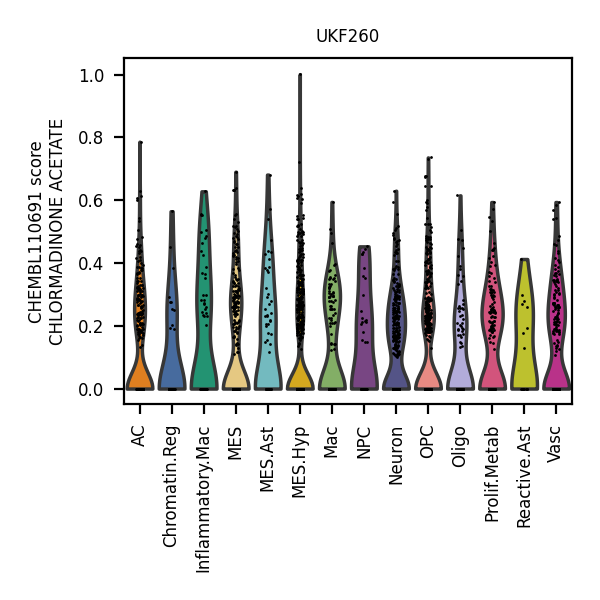 UKF260
CHEMBL110691 score
CHLORMADINONE ACETATE
1.0
0.8
0.6
0.4
0.2
0.0
AC
Chromatin.Reg
Inflammatory.Mac
MES
MES.Ast
MES.Hyp
Mac
NPC
Neuron
OPC
Oligo
Prolif.Metab
Reactive.Ast
Vasc